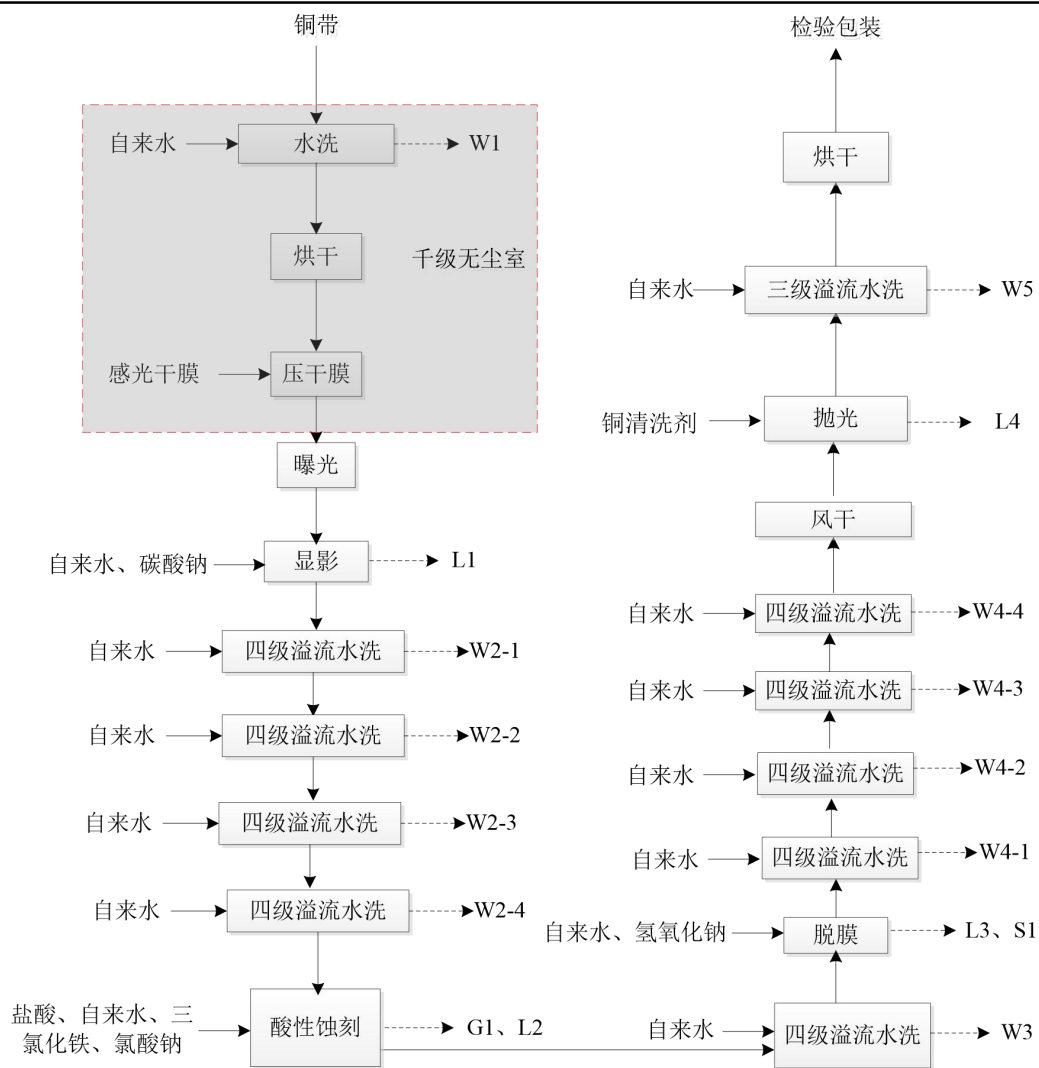 铜带
自来水
水洗
W1
烘干
千级无尘室
感光干膜
压干膜
曝光
自来水、碳酸钠
显影
L1
自来水
四级溢流水洗
W2-1
自来水
四级溢流水洗
W2-2
自来水
四级溢流水洗
W2-3
自来水
四级溢流水洗
W2-4
盐酸、自来水、三
氯化铁、氯酸钠
酸性蚀刻
G1、L2
自来水
四级溢流水洗
W3
自来水、氢氧化钠
脱膜
L3、S1
自来水
四级溢流水洗
W4-1
自来水
四级溢流水洗
W4-2
自来水
四级溢流水洗
W4-3
自来水
四级溢流水洗
W4-4
风干
铜清洗剂
抛光
L4
自来水
三级溢流水洗
W5
烘干
检验包装